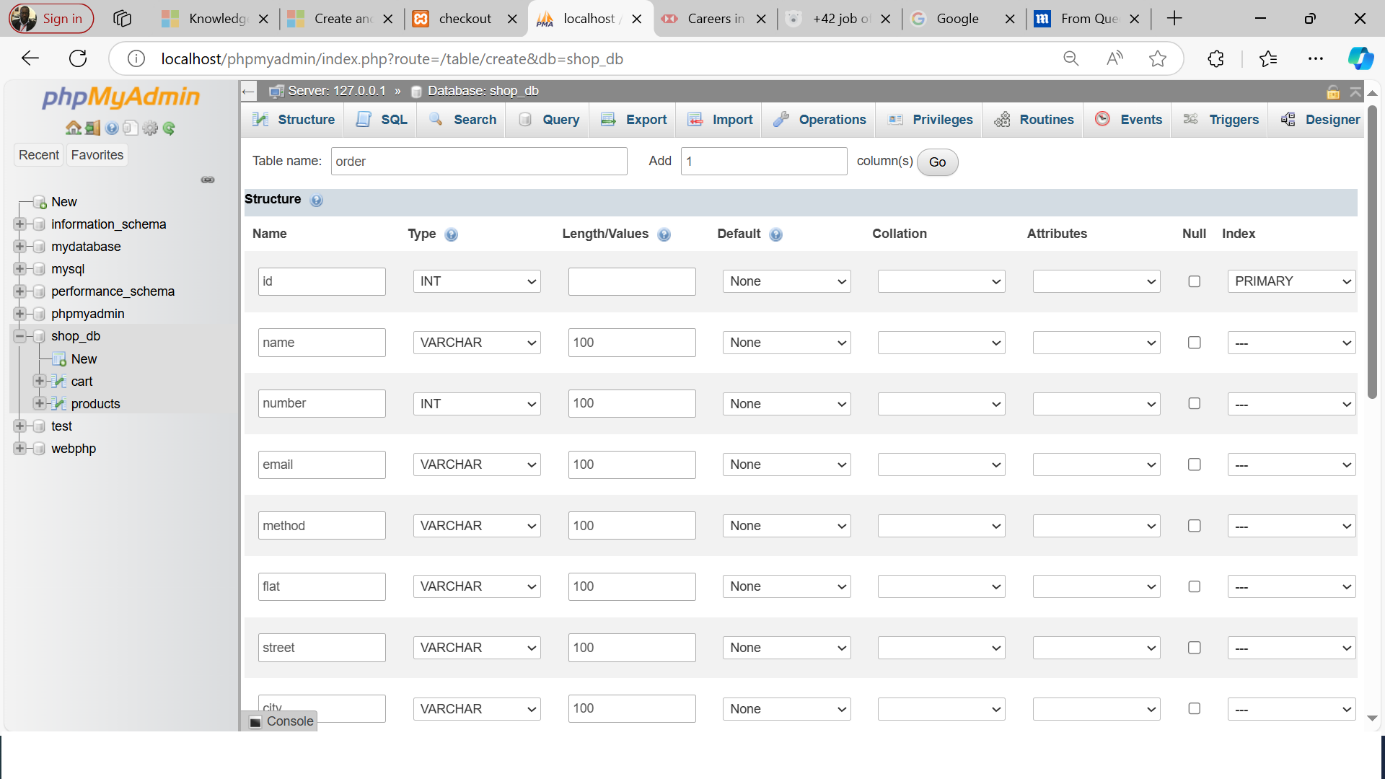 Sign in
Knowledg
Create an
checkout
PMA
localhost /
Careers in
+42 job o
Google
From Que
localhost/phpmyadmin/index.php?route=/table/create&db=shop_db
phpMyAdmin
Recent
Favorites
New
information_schema
mydatabase
mysql
performance_schema
phpmyadmin
shop_db
New
cart
products
test
webphp
Server: 127.0.0.1 » Database: shop_db
Structure
SQL
Search
Query
Export
Import
Operations
Privileges
Routines
Events
Triggers
Designer
Table name: order Add 1 column(s) Go
Structure
Name Type Length/Values Default Collation Attributes Null Index
id INT None PRIMARY
name VARCHAR 100 None ---
number INT 100 None ---
email VARCHAR 100 None ---
method VARCHAR 100 None ---
flat VARCHAR 100 None ---
street VARCHAR 100 None ---
city VARCHAR 100 None ---
Console